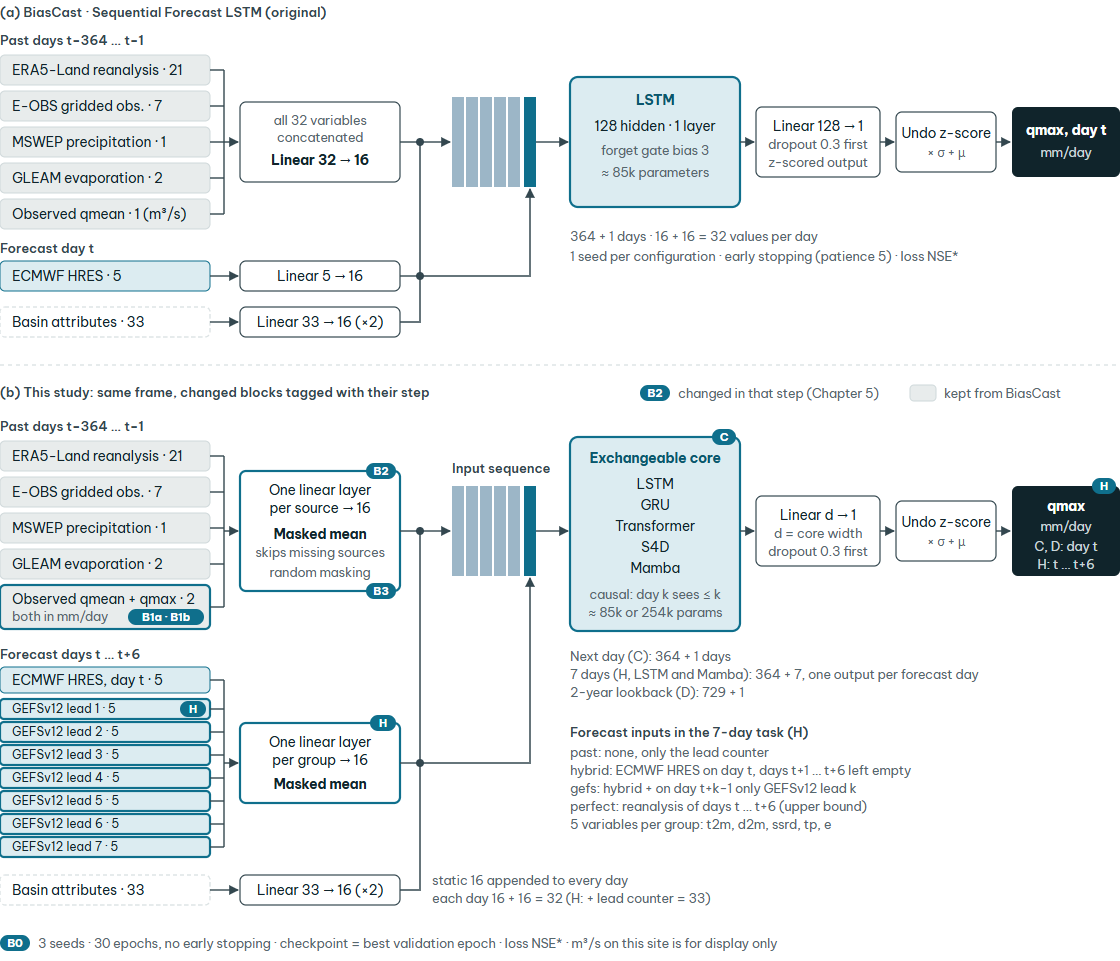 (a) BiasCast · Sequential Forecast LSTM (original)
Past days t−364 … t−1
ERA5-Land reanalysis · 21
E-OBS gridded obs. · 7
MSWEP precipitation · 1
GLEAM evaporation · 2
Observed qmean · 1 (m³/s)
all 32 variables
concatenated
Linear 32 → 16
LSTM
128 hidden · 1 layer
forget gate bias 3
≈ 85k parameters
Linear 128 → 1
dropout 0.3 first
z-scored output
Undo z-score
× σ + μ
qmax, day t
mm/day
364 + 1 days · 16 + 16 = 32 values per day
1 seed per configuration · early stopping (patience 5) · loss NSE*
Forecast day t
ECMWF HRES · 5
Linear 5 → 16
Basin attributes · 33
Linear 33 → 16 (×2)
(b) This study: same frame, changed blocks tagged with their step
B2 changed in that step (Chapter 5)
kept from BiasCast
Past days t−364 … t−1
ERA5-Land reanalysis · 21
E-OBS gridded obs. · 7
MSWEP precipitation · 1
GLEAM evaporation · 2
Observed qmean + qmax · 2
both in mm/day
B1a · B1b
B2
One linear layer
per source → 16
Masked mean
skips missing sources
random masking
B3
Input sequence
C
Exchangeable core
LSTM
GRU
Transformer
S4D
Mamba
causal: day k sees ≤ k
≈ 85k or 254k params
Linear d → 1
d = core width
dropout 0.3 first
Undo z-score
× σ + μ
H
qmax
mm/day
C, D: day t
H: t … t+6
Forecast days t … t+6
ECMWF HRES, day t · 5
GEFSv12 lead 1 · 5
H
GEFSv12 lead 2 · 5
GEFSv12 lead 3 · 5
GEFSv12 lead 4 · 5
GEFSv12 lead 5 · 5
GEFSv12 lead 6 · 5
GEFSv12 lead 7 · 5
H
One linear layer
per group → 16
Masked mean
Next day (C): 364 + 1 days
7 days (H, LSTM and Mamba): 364 + 7, one output per forecast day
2-year lookback (D): 729 + 1
Forecast inputs in the 7-day task (H)
past: none, only the lead counter
hybrid: ECMWF HRES on day t, days t+1 … t+6 left empty
gefs: hybrid + on day t+k−1 only GEFSv12 lead k
perfect: reanalysis of days t … t+6 (upper bound)
5 variables per group: t2m, d2m, ssrd, tp, e
Basin attributes · 33
Linear 33 → 16 (×2)
static 16 appended to every day
each day 16 + 16 = 32 (H: + lead counter = 33)
B0 3 seeds · 30 epochs, no early stopping · checkpoint = best validation epoch · loss NSE* · m³/s on this site is for display only